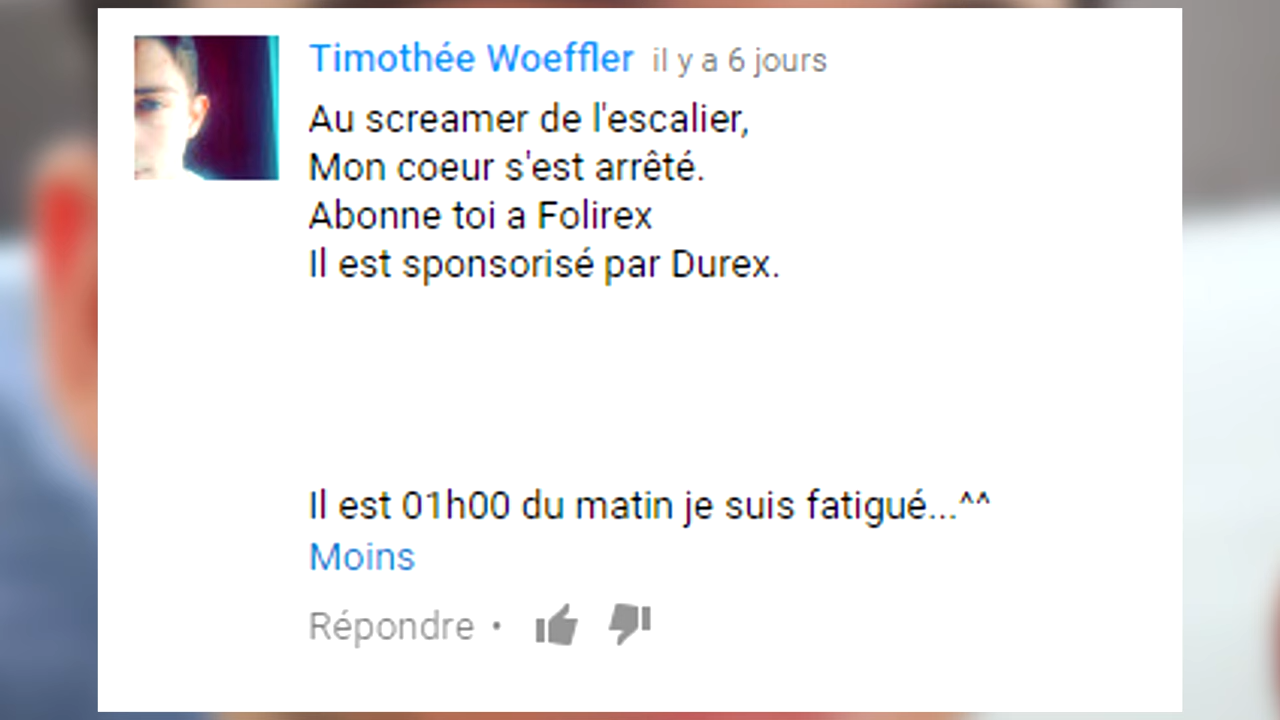 Timothée Woeffler il y a 6 jours
Au screamer de l'escalier,
Mon coeur s'est arrêté.
Abonne toi a Folirex
Il est sponsorisé par Durex.
Il est 01h00 du matin je suis fatigué...^^
Moins
Répondre •